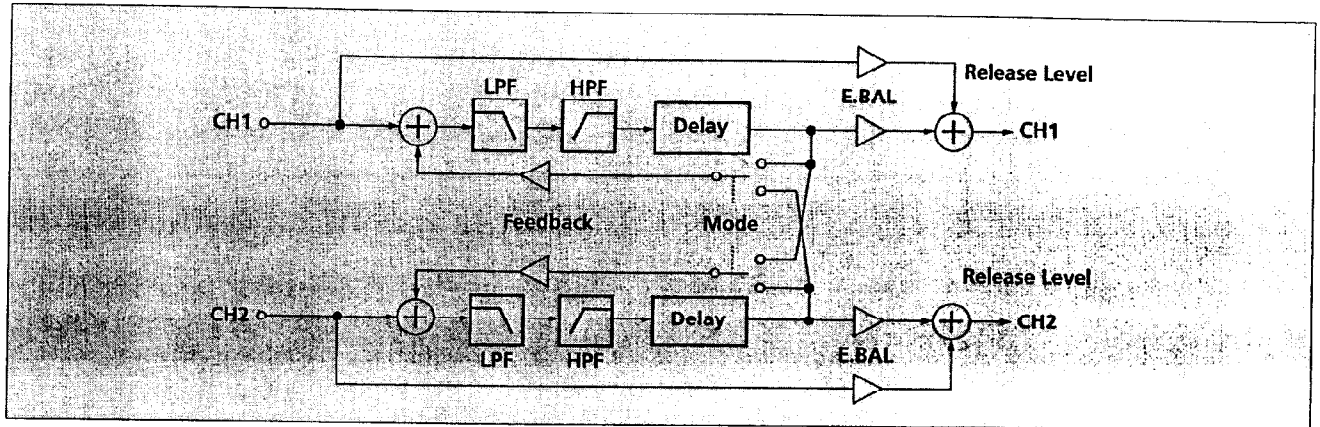 LPF HPF Release Level
E.BAL
CH1 Delay CH1
Feedback Mode
Release Level
CH2 Delay CH2
LPF HPF E.BAL